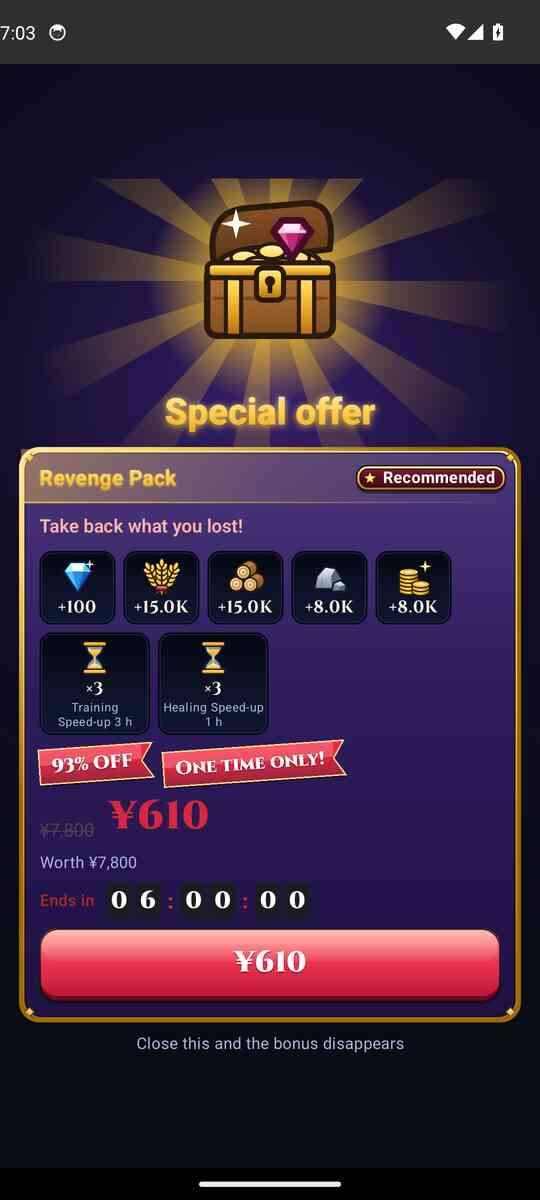 7:03
Special offer
Revenge Pack
★ Recommended
Take back what you lost!
+100 +15.0K +15.0K +8.0K +8.0K
×3 ×3
Training Healing Speed-up
Speed-up 3 h 1 h
93% OFF ONE TIME ONLY!
¥7,800 ¥610
Worth ¥7,800
Ends in 06:00:00
¥610
Close this and the bonus disappears